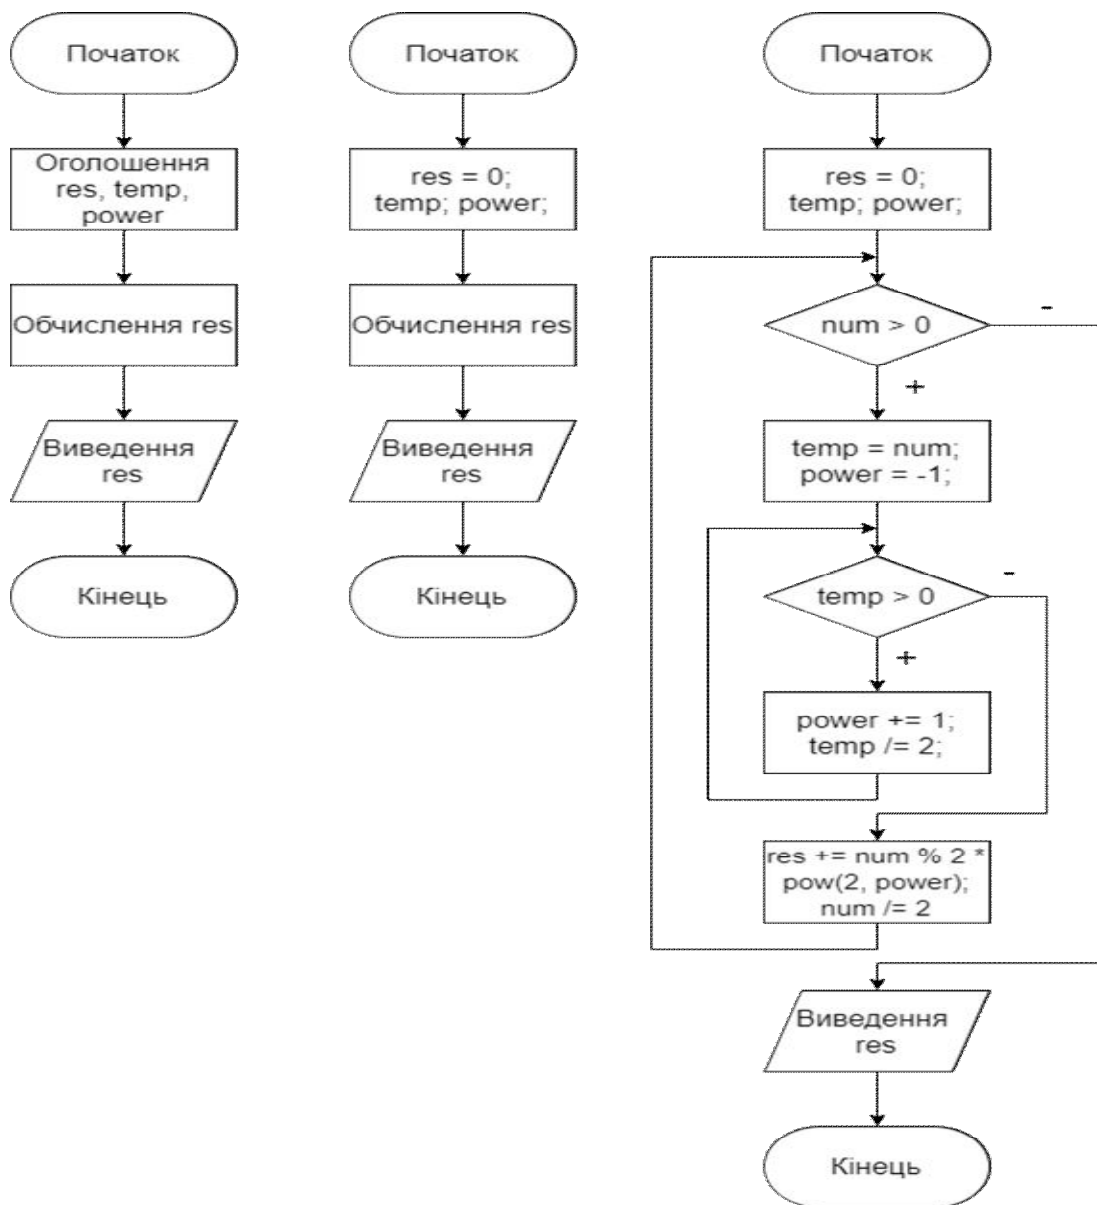 Початок
Оголошення
res, temp,
power
Обчислення res
Виведення
res
Кінець
Початок
res = 0;
temp; power;
Обчислення res
Виведення
res
Кінець
Початок
res = 0;
temp; power;
num > 0
-
+
temp = num;
power = -1;
temp > 0
-
+
power += 1;
temp /= 2;
res += num % 2 *
pow(2, power);
num /= 2
Виведення
res
Кінець